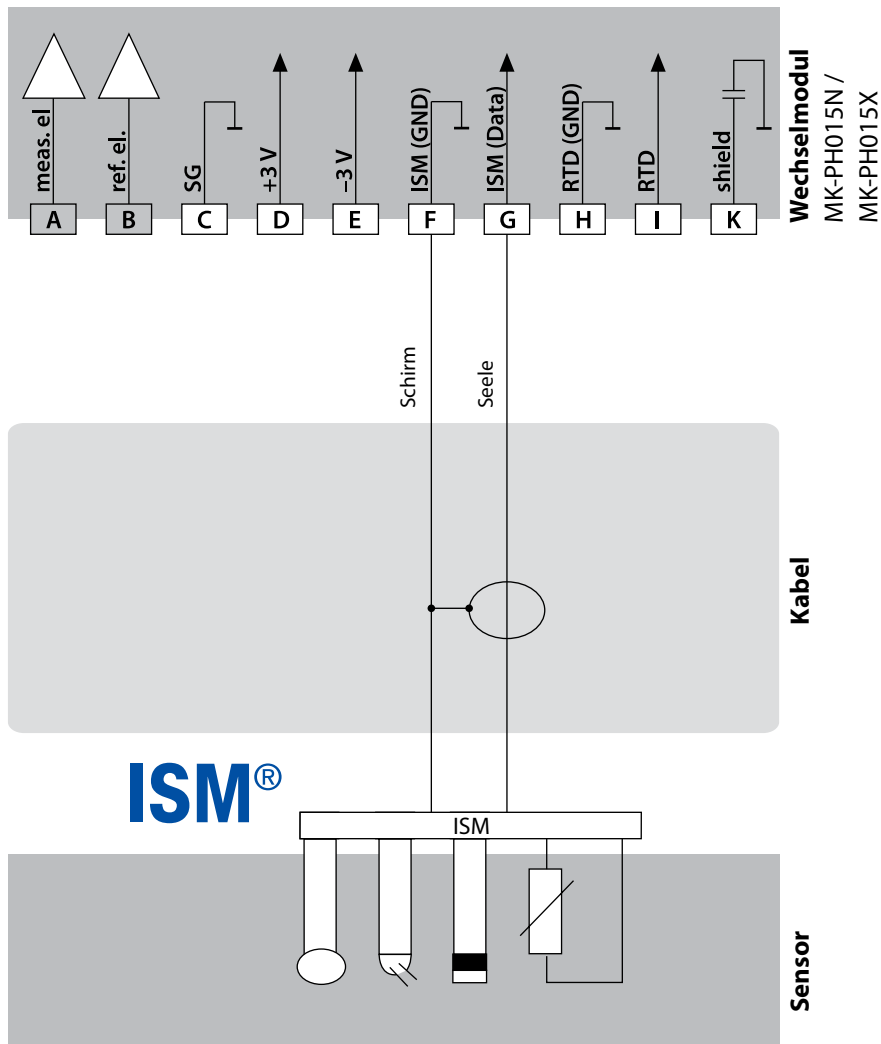 meas. el
ref. el.
SG
+3 V
–3 V
ISM (GND)
ISM (Data)
RTD (GND)
RTD
shield
A
B
C
D
E
F
G
H
I
K
Wechselmodul
MK-PH015N /
MK-PH015X
Schirm
Seele
Kabel
ISM®
ISM
Sensor